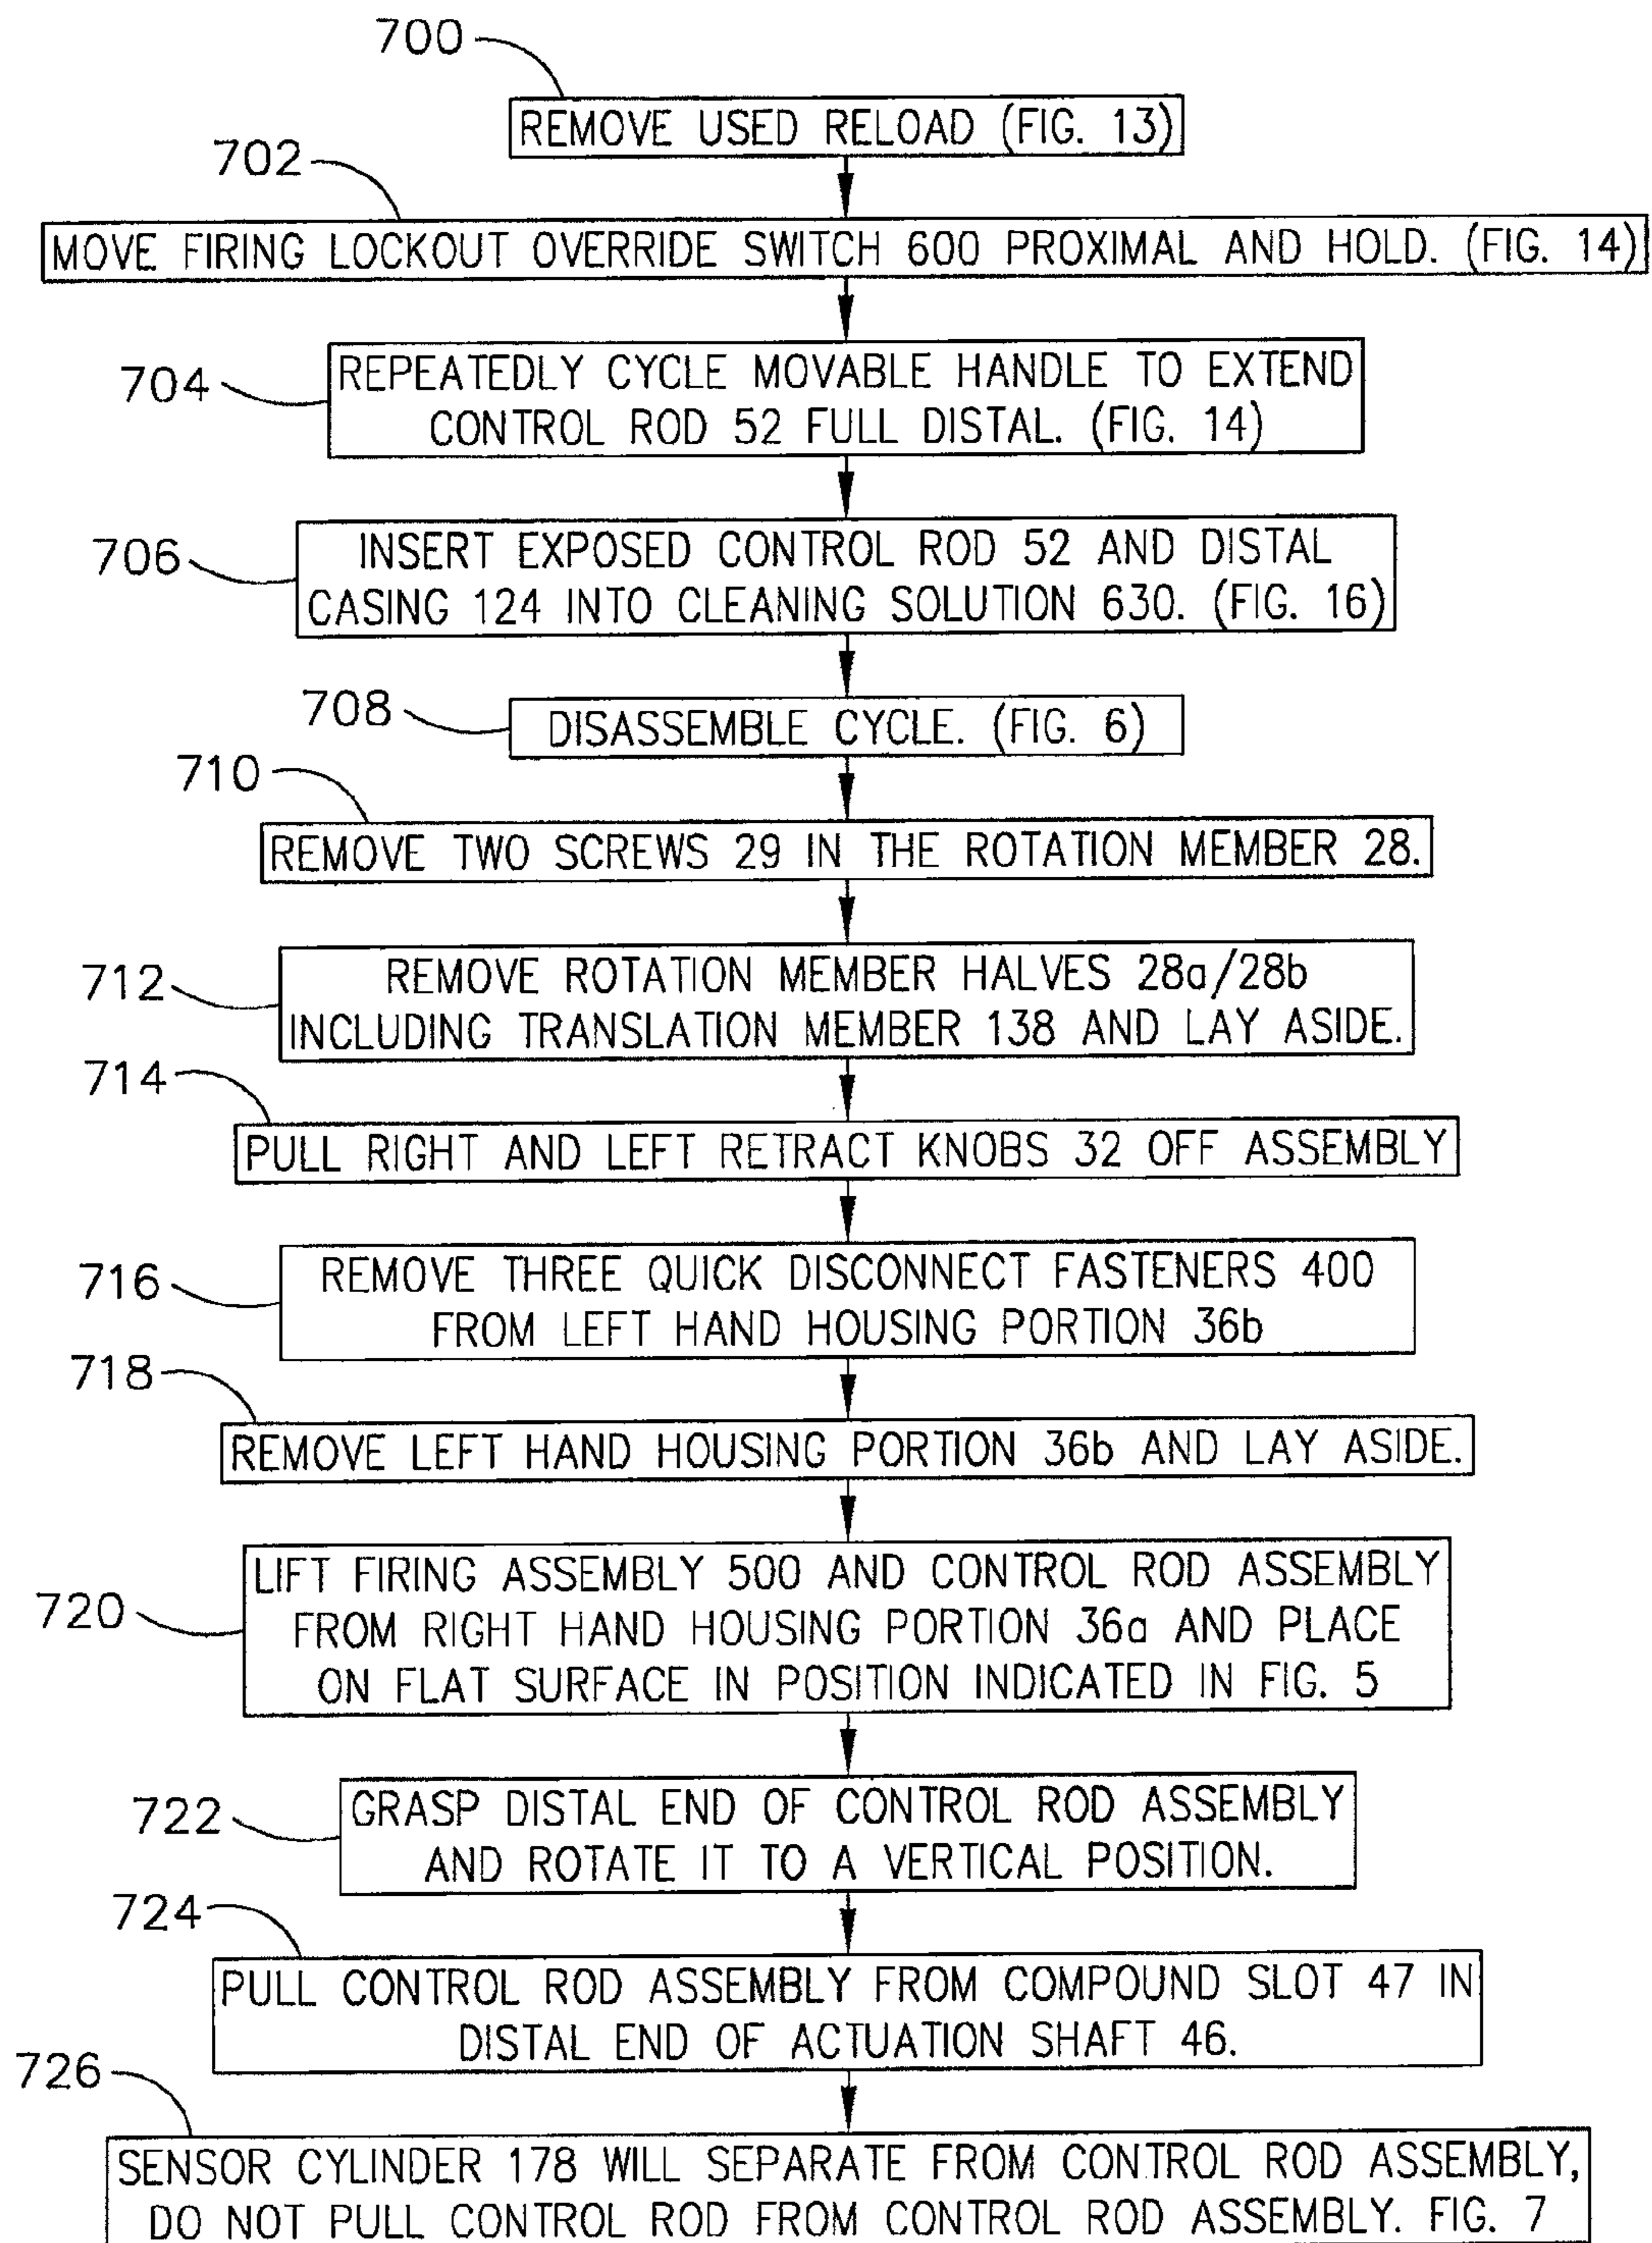 700
REMOVE USED RELOAD (FIG. 13)
702
MOVE FIRING LOCKOUT OVERRIDE SWITCH 600 PROXIMAL AND HOLD. (FIG. 14)
704
REPEATEDLY CYCLE MOVABLE HANDLE TO EXTEND
CONTROL ROD 52 FULL DISTAL. (FIG. 14)
706
INSERT EXPOSED CONTROL ROD 52 AND DISTAL
CASING 124 INTO CLEANING SOLUTION 630. (FIG. 16)
708
DISASSEMBLE CYCLE. (FIG. 6)
710
REMOVE TWO SCREWS 29 IN THE ROTATION MEMBER 28.
712
REMOVE ROTATION MEMBER HALVES 28a/28b
INCLUDING TRANSLATION MEMBER 138 AND LAY ASIDE.
714
PULL RIGHT AND LEFT RETRACT KNOBS 32 OFF ASSEMBLY
716
REMOVE THREE QUICK DISCONNECT FASTENERS 400
FROM LEFT HAND HOUSING PORTION 36b
718
REMOVE LEFT HAND HOUSING PORTION 36b AND LAY ASIDE.
720
LIFT FIRING ASSEMBLY 500 AND CONTROL ROD ASSEMBLY
FROM RIGHT HAND HOUSING PORTION 36a AND PLACE
ON FLAT SURFACE IN POSITION INDICATED IN FIG. 5
722
GRASP DISTAL END OF CONTROL ROD ASSEMBLY
AND ROTATE IT TO A VERTICAL POSITION.
724
PULL CONTROL ROD ASSEMBLY FROM COMPOUND SLOT 47 IN
DISTAL END OF ACTUATION SHAFT 46.
726
SENSOR CYLINDER 178 WILL SEPARATE FROM CONTROL ROD ASSEMBLY,
DO NOT PULL CONTROL ROD FROM CONTROL ROD ASSEMBLY. FIG. 7